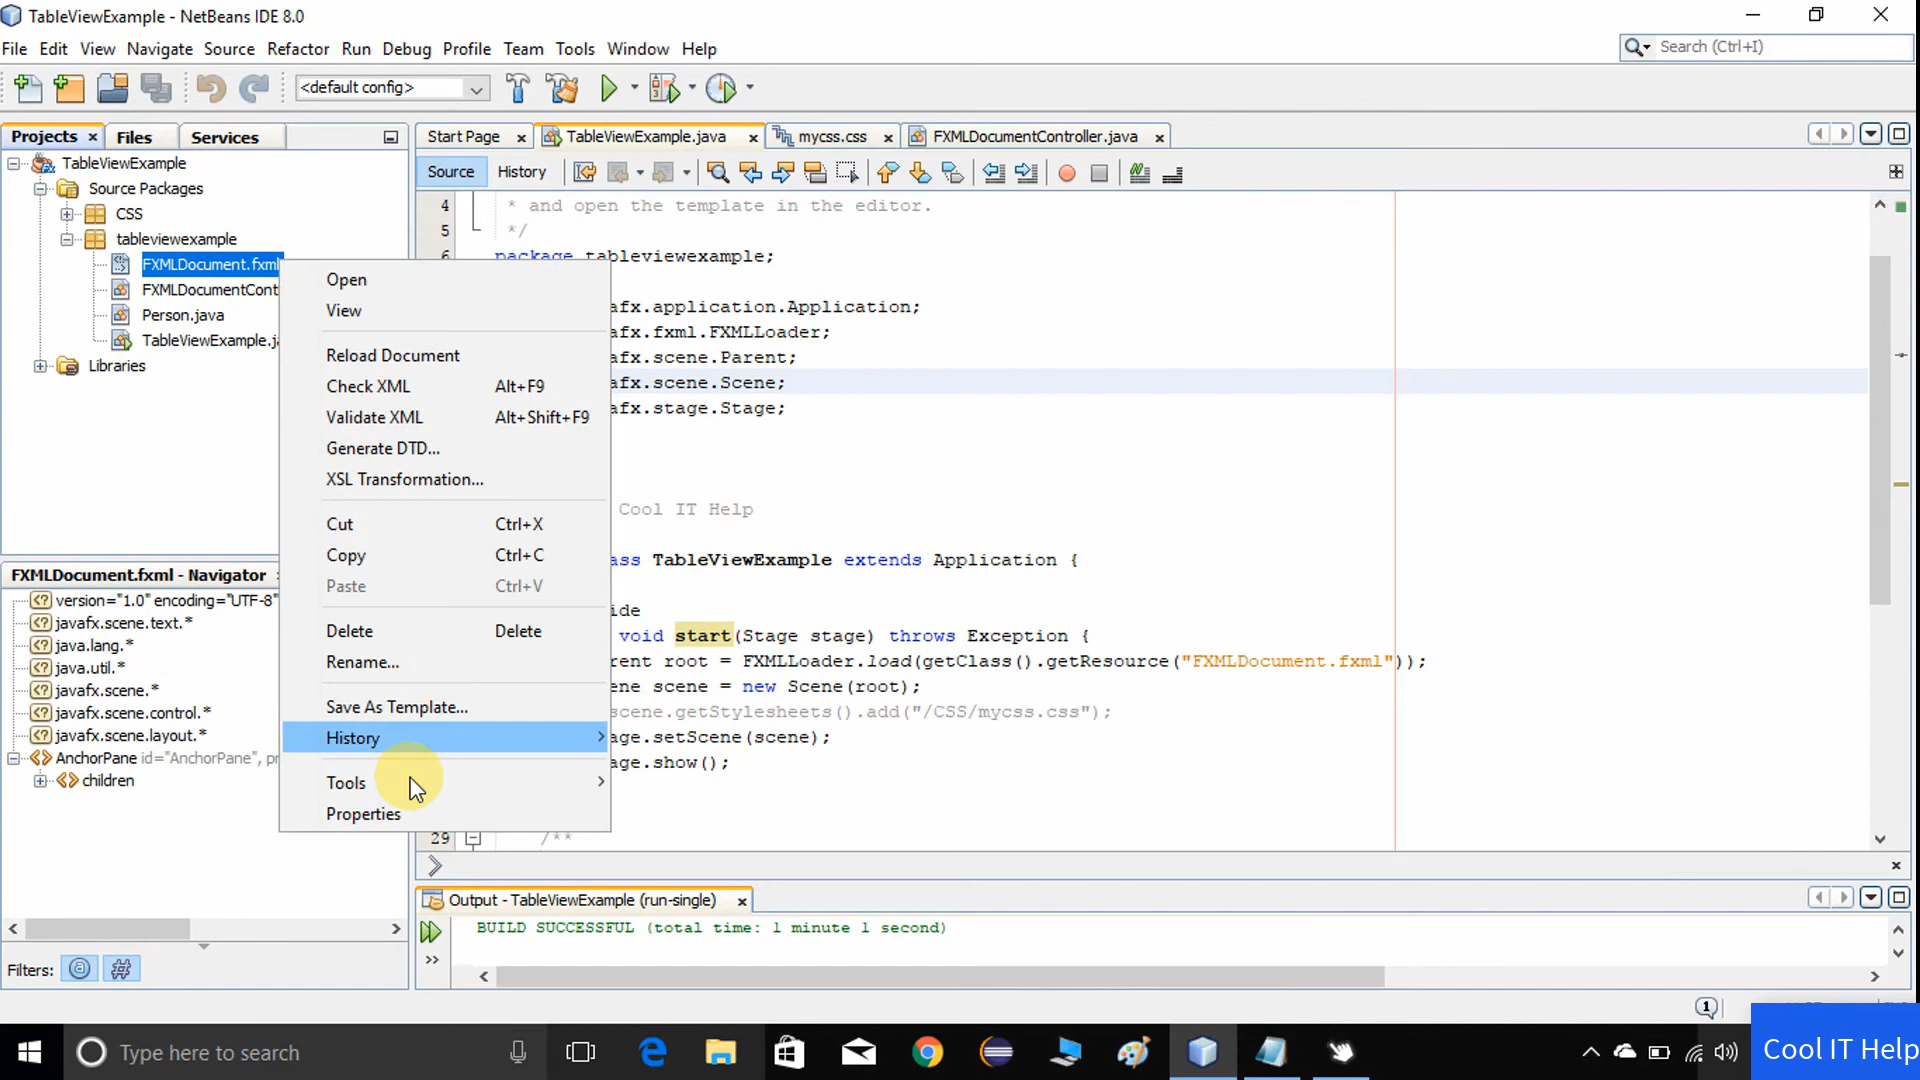 TableViewExample - NetBeans IDE 8.0
File Edit View Navigate Source Refactor Run Debug Profile Team Tools Window Help
Search (Ctrl+I)
<default config>
Projects Files Services
Start Page TableViewExample.java mycss.css FXMLDocumentController.java
Source History
TableViewExample
Source Packages
CSS
tableviewexample
FXMLDocument.fxml
FXMLDocumentCont
Person.java
TableViewExample.j
Libraries
Open
View
Reload Document
Check XML Alt+F9
Validate XML Alt+Shift+F9
Generate DTD...
XSL Transformation...
Cut Ctrl+X
Copy Ctrl+C
Paste Ctrl+V
Delete Delete
Rename...
Save As Template...
History
Tools
Properties
4 * and open the template in the editor.
5 */
6 package tableviewexample;
afx.application.Application;
afx.fxml.FXMLLoader;
afx.scene.Parent;
afx.scene.Scene;
afx.stage.Stage;
Cool IT Help
ass TableViewExample extends Application {
ide
void start(Stage stage) throws Exception {
rent root = FXMLLoader.load(getClass().getResource("FXMLDocument.fxml"));
ene scene = new Scene(root);
scene.getStylesheets().add("/CSS/mycss.css");
age.setScene(scene);
age.show();
29 /**
FXMLDocument.fxml - Navigator
version="1.0" encoding="UTF-8"
javafx.scene.text.*
java.lang.*
java.util.*
javafx.scene.*
javafx.scene.control.*
javafx.scene.layout.*
AnchorPane id="AnchorPane", pr
children
Filters:
Output - TableViewExample (run-single)
BUILD SUCCESSFUL (total time: 1 minute 1 second)
1
Type here to search
Cool IT Help